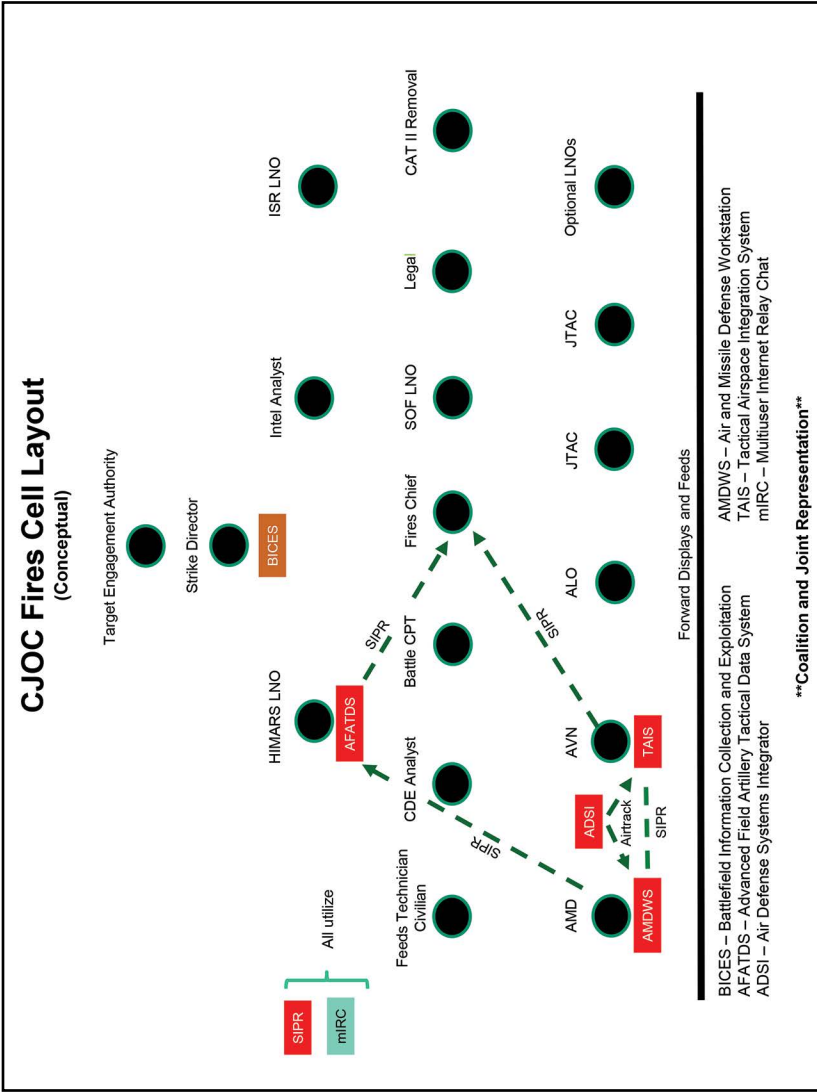 CJOC Fires Cell Layout
(Conceptual)
Target Engagement Authority
Strike Director
BICES
SIPR
mIRC
All utilize
HIMARS LNO
AFATDS
Intel Analyst
ISR LNO
SIPR
Feeds Technician
Civilian
CDE Analyst
Battle CPT
Fires Chief
SOF LNO
Legal
CAT II Removal
SIPR
SIPR
AMD
AMDWS
ADSI
Airtrack
SIPR
AVN
TAIS
ALO
JTAC
JTAC
Optional LNOs
Forward Displays and Feeds
BICES – Battlefield Information Collection and Exploitation
AFATDS – Advanced Field Artillery Tactical Data System
ADSI – Air Defense Systems Integrator
AMDWS – Air and Missile Defense Workstation
TAIS – Tactical Airspace Integration System
mIRC – Multiuser Internet Relay Chat
**Coalition and Joint Representation**